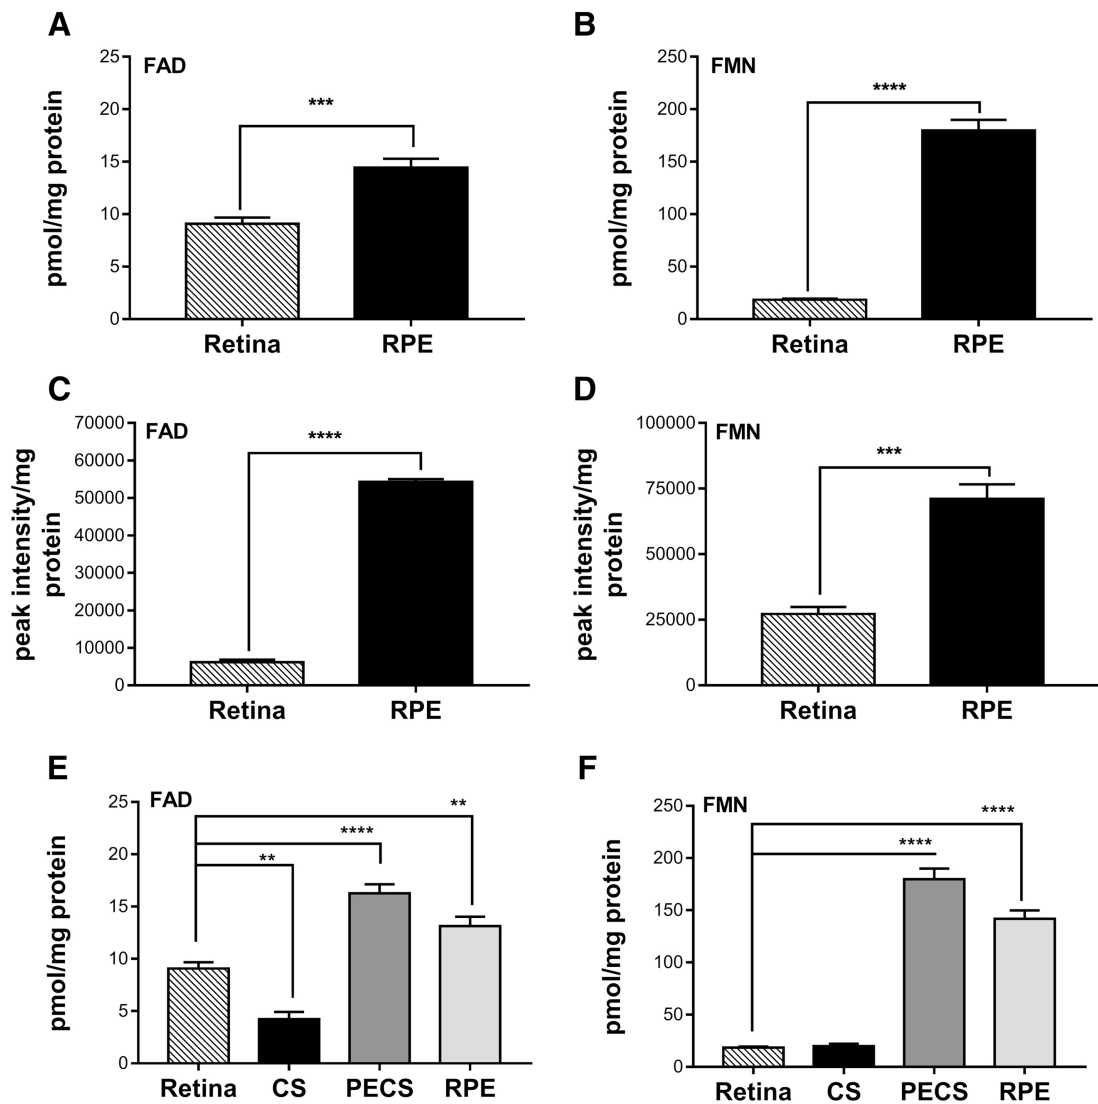 A
FAD
pmol/mg protein
25
20
15
10
5
0
***
Retina
RPE
B
FMN
pmol/mg protein
250
200
150
100
50
0
****
Retina
RPE
C
FAD
peak intensity/mg
protein
70000
60000
50000
40000
30000
20000
10000
0
****
Retina
RPE
D
FMN
peak intensity/mg
protein
100000
75000
50000
25000
0
***
Retina
RPE
E
FAD
pmol/mg protein
25
20
15
10
5
0
**
****
**
Retina
CS
PECS
RPE
F
FMN
pmol/mg protein
250
200
150
100
50
0
****
****
Retina
CS
PECS
RPE